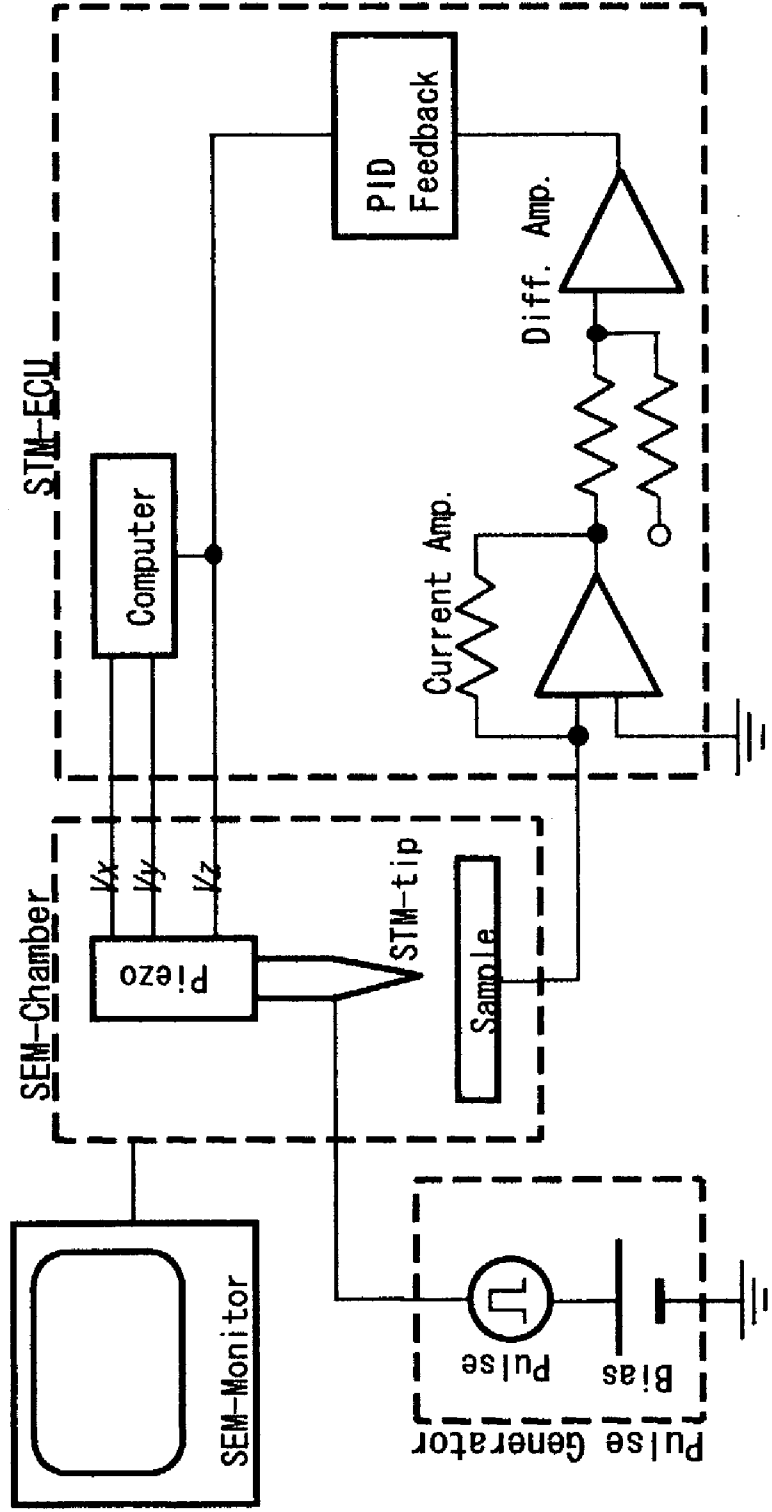 STM-ECU
PID
Feedback
Diff. Amp.
Computer
Current Amp.
SEM-Chamber
Vx
Vy
Vz
Piezo
STM-tip
Sample
SEM-Monitor
Pulse
Bias
Pulse Generator